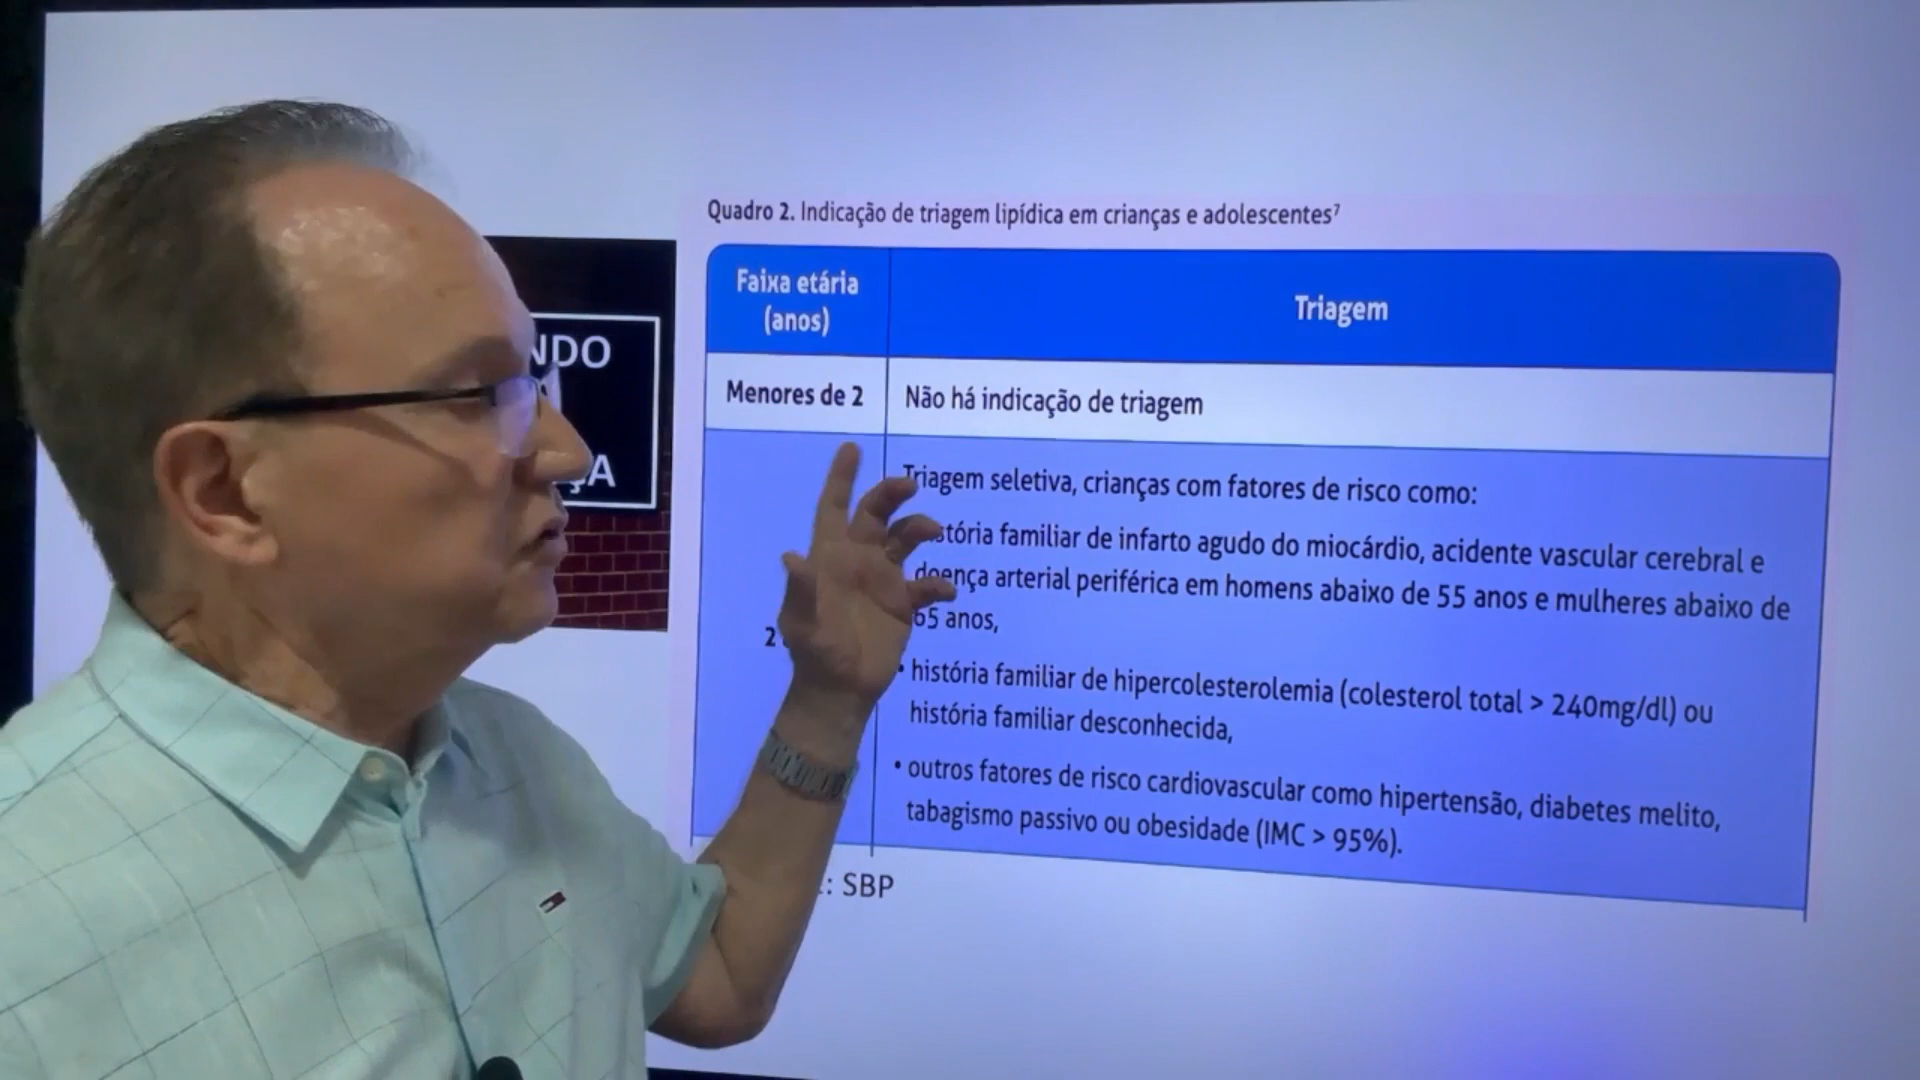 Quadro 2. Indicação de triagem lipídica em crianças e adolescentes⁷
Faixa etária
(anos)
Triagem
Menores de 2
Não há indicação de triagem
2
Triagem seletiva, crianças com fatores de risco como:
familiar de infarto agudo do miocárdio, acidente vascular cerebral e
doença arterial periférica em homens abaixo de 55 anos e mulheres abaixo de
65 anos,
• história familiar de hipercolesterolemia (colesterol total > 240mg/dl) ou
história familiar desconhecida,
• outros fatores de risco cardiovascular como hipertensão, diabetes melito,
tabagismo passivo ou obesidade (IMC > 95%).
: SBP
NDO
ÇA